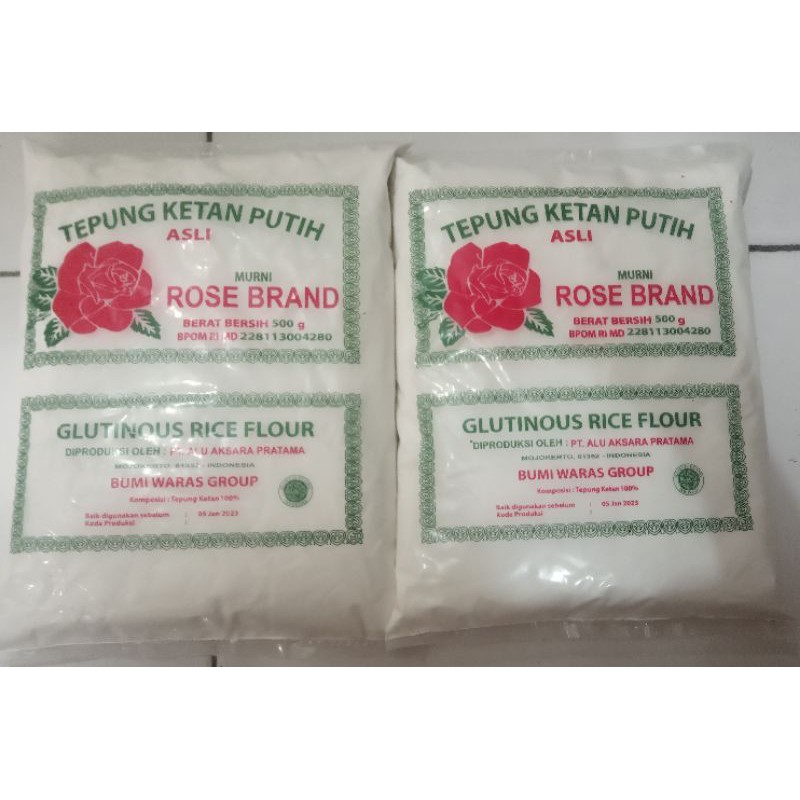 TEPUNG KETAN PUTIH
ASLI
MURNI
ROSE BRAND
BERAT BERSIH 500 g
BPOM RI MD 228113004280
GLUTINOUS RICE FLOUR
DIPRODUKSI OLEH : PT. ALU AKSARA PRATAMA
MOJOKERTO, - INDONESIA
BUMI WARAS GROUP
Komposisi : Tepung Ketan 100%
Baik digunakan sebelum : Jan 2023
Kode Produksi :
TEPUNG KETAN PUTIH
ASLI
MURNI
ROSE BRAND
BERAT BERSIH 500 g
BPOM RI MD 228113004280
GLUTINOUS RICE FLOUR
DIPRODUKSI OLEH : PT. ALU AKSARA PRATAMA
MOJOKERTO, - INDONESIA
BUMI WARAS GROUP
Komposisi : Tepung Ketan 100%
Baik digunakan sebelum : 05 Jan 2023
Kode Produksi :